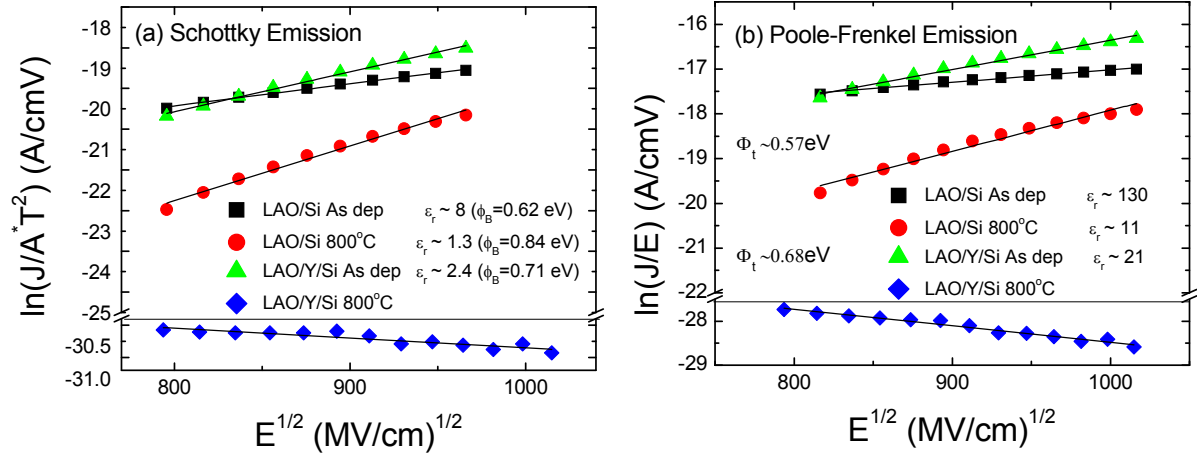 (a) Schottky Emission
ln(J/A*T²) (A/cmV)
-18
-19
-20
-21
-22
-23
-25
-30.5
-31.0
LAO/Si As dep εr ~ 8 (ϕB=0.62 eV)
LAO/Si 800°C εr ~ 1.3 (ϕB=0.84 eV)
LAO/Y/Si As dep εr ~ 2.4 (ϕB=0.71 eV)
LAO/Y/Si 800°C
800 900 1000
E1/2 (MV/cm)1/2
(b) Poole-Frenkel Emission
ln(J/E) (A/cmV)
-16
-17
-18
-19
-20
-21
-22
-28
-29
Φt ~0.57eV
Φt ~0.68eV
LAO/Si As dep εr ~ 130
LAO/Si 800°C εr ~ 11
LAO/Y/Si As dep εr ~ 21
LAO/Y/Si 800°C
800 900 1000
E1/2 (MV/cm)1/2